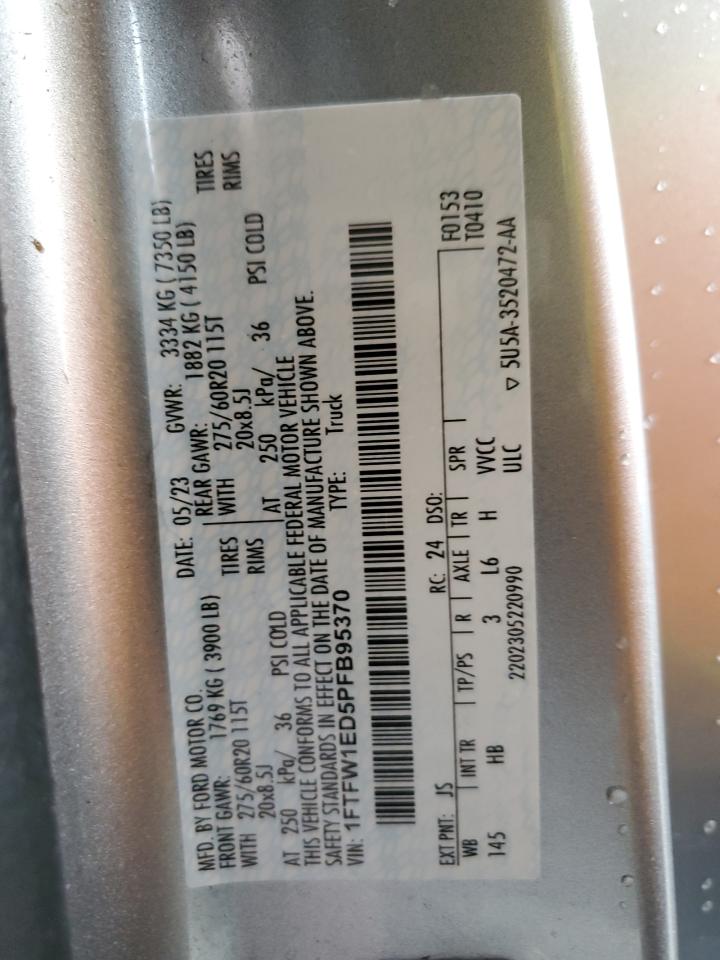 MFD. BY FORD MOTOR CO.
DATE: 05/23 GVWR: 3334 KG ( 7350 LB)
FRONT GAWR: 1769 KG ( 3900 LB)
REAR GAWR: 1882 KG ( 4150 LB)
WITH 275/60R20 115T TIRES
WITH 275/60R20 115T TIRES
20x8.5J RIMS
20x8.5J RIMS
AT 250 kPa/ 36 PSI COLD
AT 250 kPa/ 36 PSI COLD
THIS VEHICLE CONFORMS TO ALL APPLICABLE FEDERAL MOTOR VEHICLE
SAFETY STANDARDS IN EFFECT ON THE DATE OF MANUFACTURE SHOWN ABOVE.
VIN: 1FTFW1ED5PFB95370 TYPE: Truck
F0153
T0410
EXT PNT: JS RC: 24 DSO:
WB INT TR TP/PS R AXLE TR SPR
145 HB 3 L6 H VVCC
2202305220990 ULC ▽ 5U5A-3520472-AA